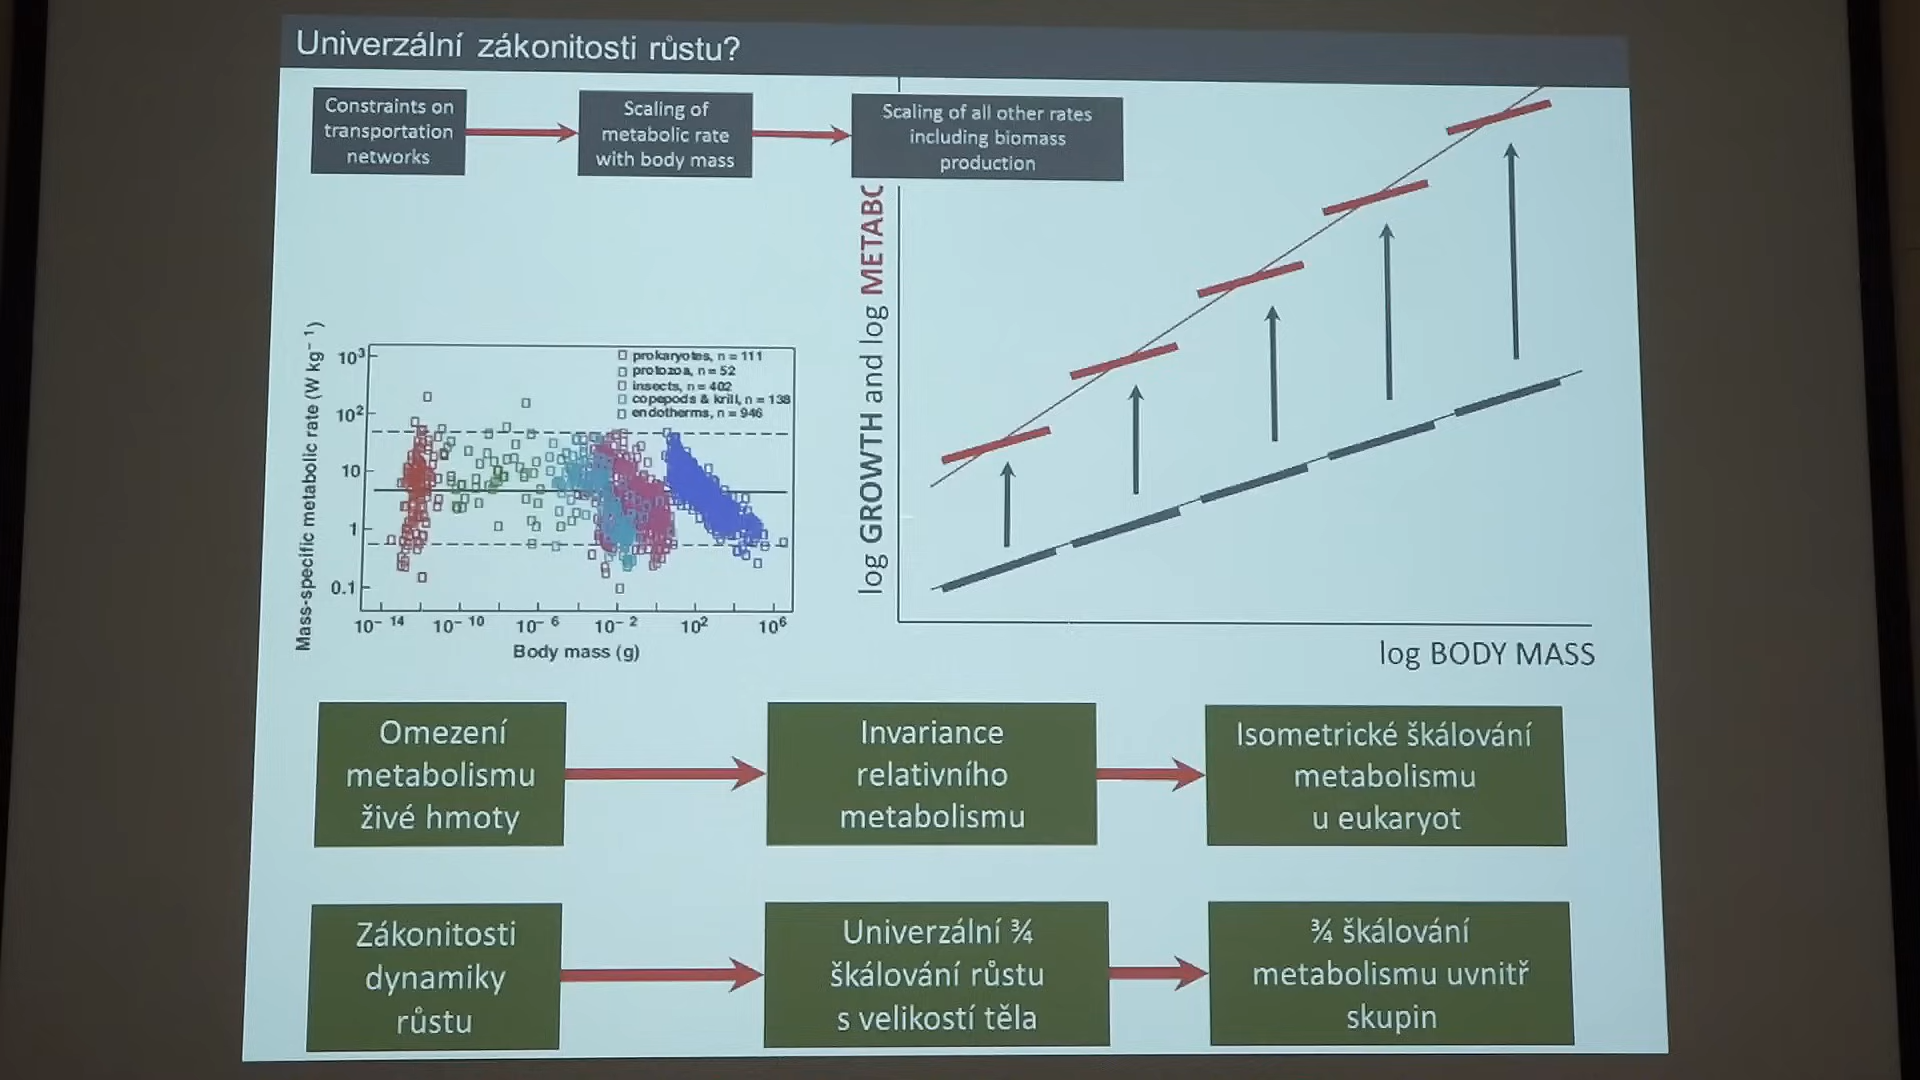 Univerzální zákonitosti růstu?
Constraints on
transportation
networks
Scaling of
metabolic rate
with body mass
Scaling of all other rates
including biomass
production
Mass-specific metabolic rate (W kg⁻¹)
10³
10²
10
1
0.1
prokaryotes, n = 111
protozoa, n = 52
insects, n = 402
copepods & krill, n = 138
endotherms, n = 946
10⁻¹⁴ 10⁻¹⁰ 10⁻⁶ 10⁻² 10² 10⁶
Body mass (g)
log GROWTH and log METABO
log BODY MASS
Omezení
metabolismu
živé hmoty
Invariance
relativního
metabolismu
Isometrické škálování
metabolismu
u eukaryot
Zákonitosti
dynamiky
růstu
Univerzální ¾
škálování růstu
s velikostí těla
¾ škálování
metabolismu uvnitř
skupin